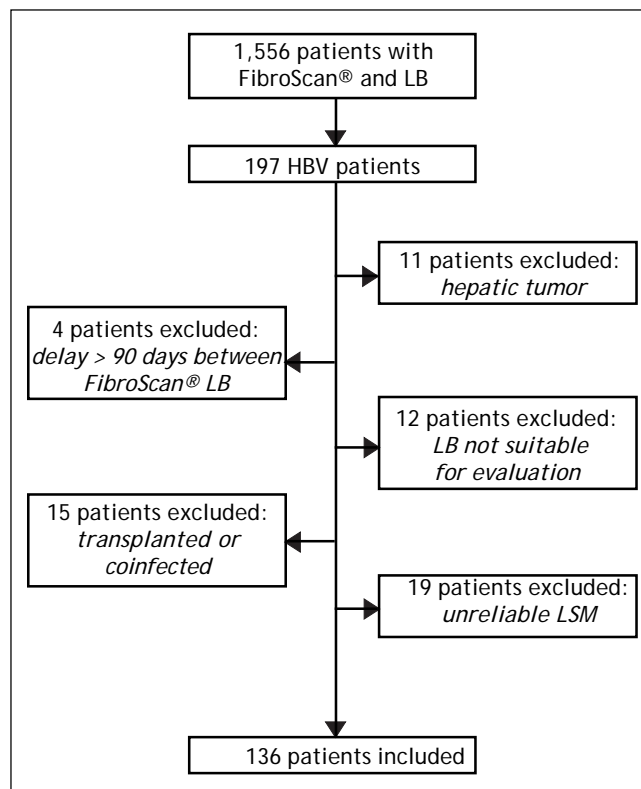 1,556 patients with
FibroScan® and LB
197 HBV patients
11 patients excluded:
hepatic tumor
4 patients excluded:
delay > 90 days between
FibroScan® LB
12 patients excluded:
LB not suitable
for evaluation
15 patients excluded:
transplanted or
coinfected
19 patients excluded:
unreliable LSM
136 patients included